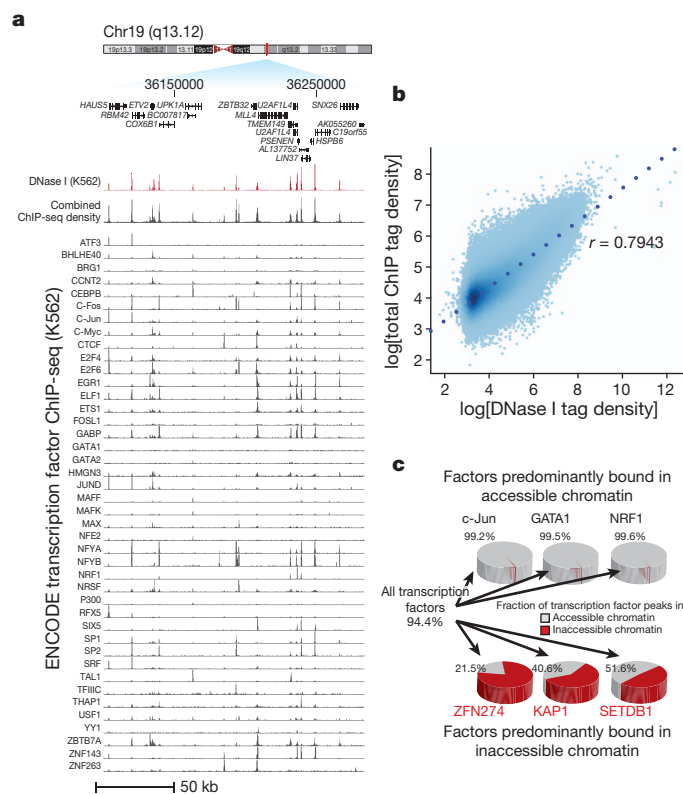 a
Chr19 (q13.12)
19p13.3 19p13.2 13.11 19p12 19q12 q13.2 13.33
36150000 36250000
HAUS5 ETV2 UPK1A ZBTB32 U2AF1L4 SNX26
RBM42 BC007817 MLL4 AK055260
COX6B1 TMEM149 C19orf55
U2AF1L4 HSPB6
PSENEN
AL137752
LIN37
DNase I (K562)
Combined
ChIP-seq density
ENCODE transcription factor ChIP-seq (K562)
ATF3
BHLHE40
BRG1
CCNT2
CEBPB
C-Fos
C-Jun
C-Myc
CTCF
E2F4
E2F6
EGR1
ELF1
ETS1
FOSL1
GABP
GATA1
GATA2
HMGN3
JUND
MAFF
MAFK
MAX
NFE2
NFYA
NFYB
NRF1
NRSF
P300
RFX5
SIX5
SP1
SP2
SRF
TAL1
TFIIIC
THAP1
USF1
YY1
ZBTB7A
ZNF143
ZNF263
50 kb
b
log[total ChIP tag density]
8
7
6
5
4
3
2
r = 0.7943
2 4 6 8 10 12
log[DNase I tag density]
c
Factors predominantly bound in
accessible chromatin
c-Jun GATA1 NRF1
99.2% 99.5% 99.6%
All transcription
factors
94.4%
Fraction of transcription factor peaks in
Accessible chromatin
Inaccessible chromatin
21.5% 40.6% 51.6%
ZFN274 KAP1 SETDB1
Factors predominantly bound in
inaccessible chromatin